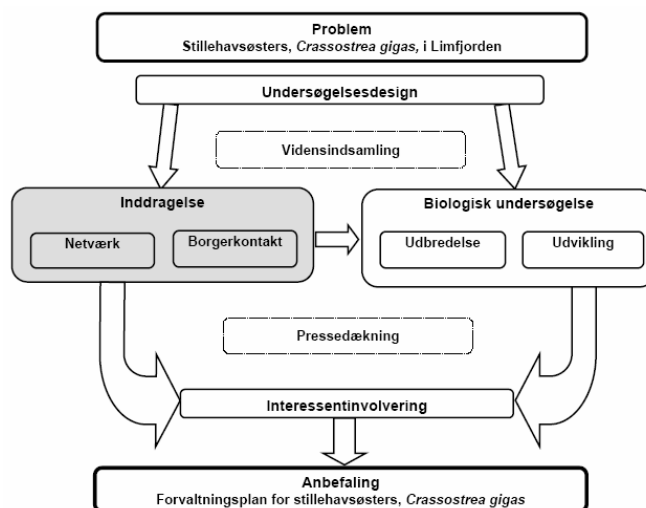 Problem
Stillehavsøsters, Crassostrea gigas, i Limfjorden
Undersøgelsesdesign
Vidensindsamling
Inddragelse
Netværk
Borgerkontakt
Biologisk undersøgelse
Udbredelse
Udvikling
Pressedækning
Interessentinvolvering
Anbefaling
Forvaltningsplan for stillehavsøsters, Crassostrea gigas